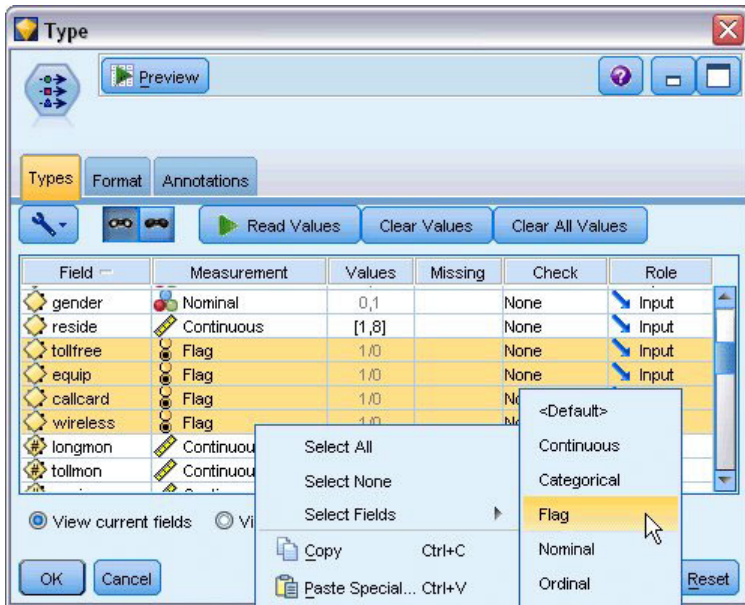 Type
Preview
Types Format Annotations
Read Values Clear Values Clear All Values
Field Measurement Values Missing Check Role
gender Nominal 0,1 None Input
reside Continuous [1,8] None Input
tollfree Flag 1/0 None Input
equip Flag 1/0 None Input
callcard Flag 1/0
wireless Flag 1/0
longmon
tollmon
<Default>
Continuous
Categorical
Flag
Nominal
Ordinal
Select All
Select None
Select Fields
Copy Ctrl+C
Paste Special... Ctrl+V
View current fields
OK Cancel Reset